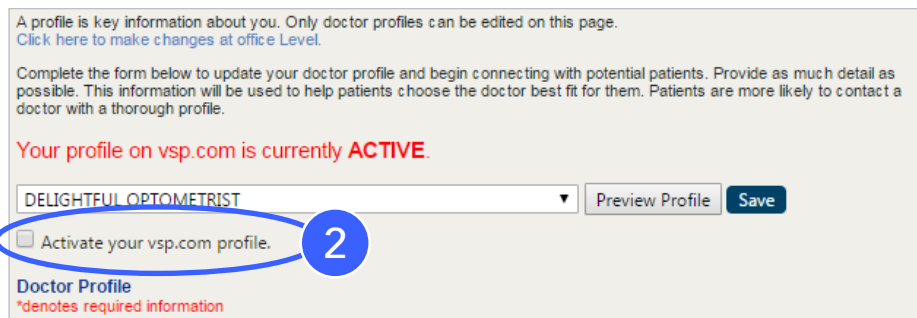 A profile is key information about you. Only doctor profiles can be edited on this page.
Click here to make changes at office Level.
Complete the form below to update your doctor profile and begin connecting with potential patients. Provide as much detail as
possible. This information will be used to help patients choose the doctor best fit for them. Patients are more likely to contact a
doctor with a thorough profile.
Your profile on vsp.com is currently ACTIVE.
DELIGHTFUL OPTOMETRIST Preview Profile Save
Activate your vsp.com profile. 2
Doctor Profile
*denotes required information